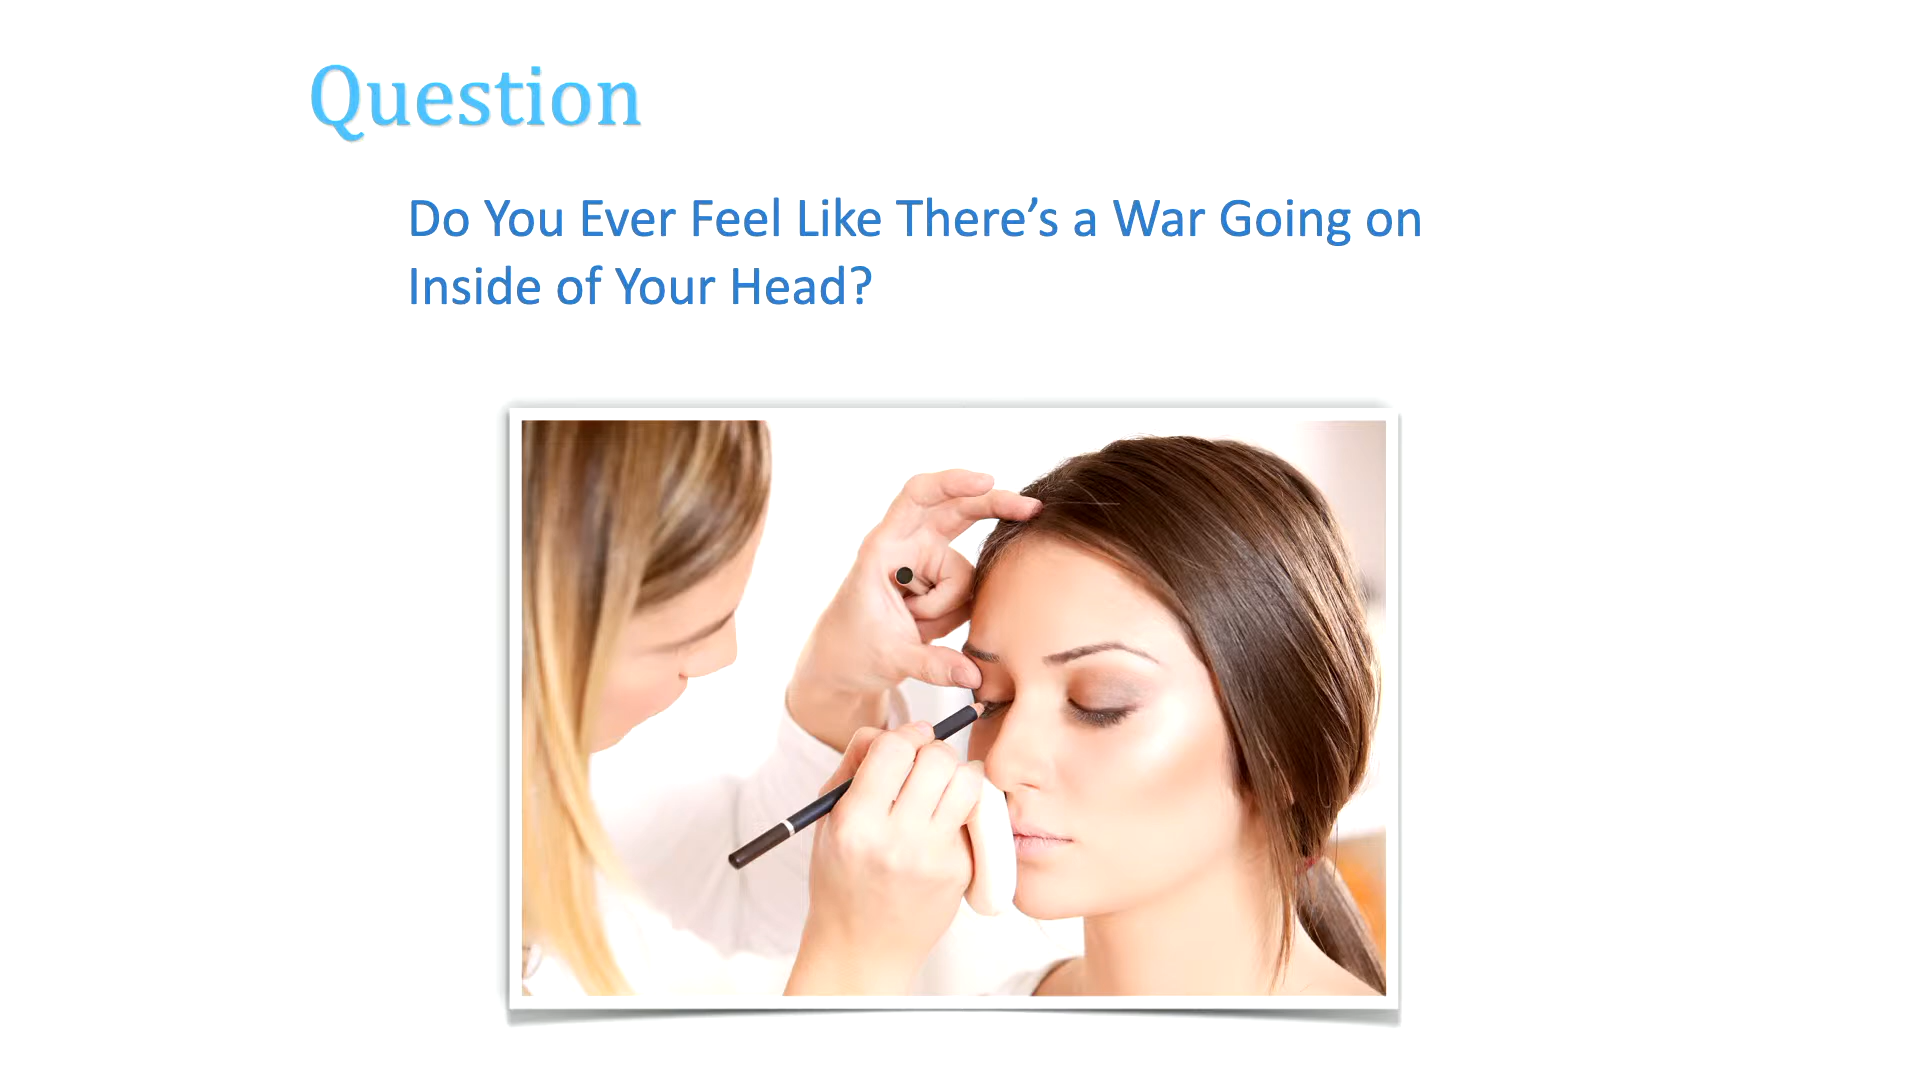 Question
Do You Ever Feel Like There’s a War Going on
Inside of Your Head?